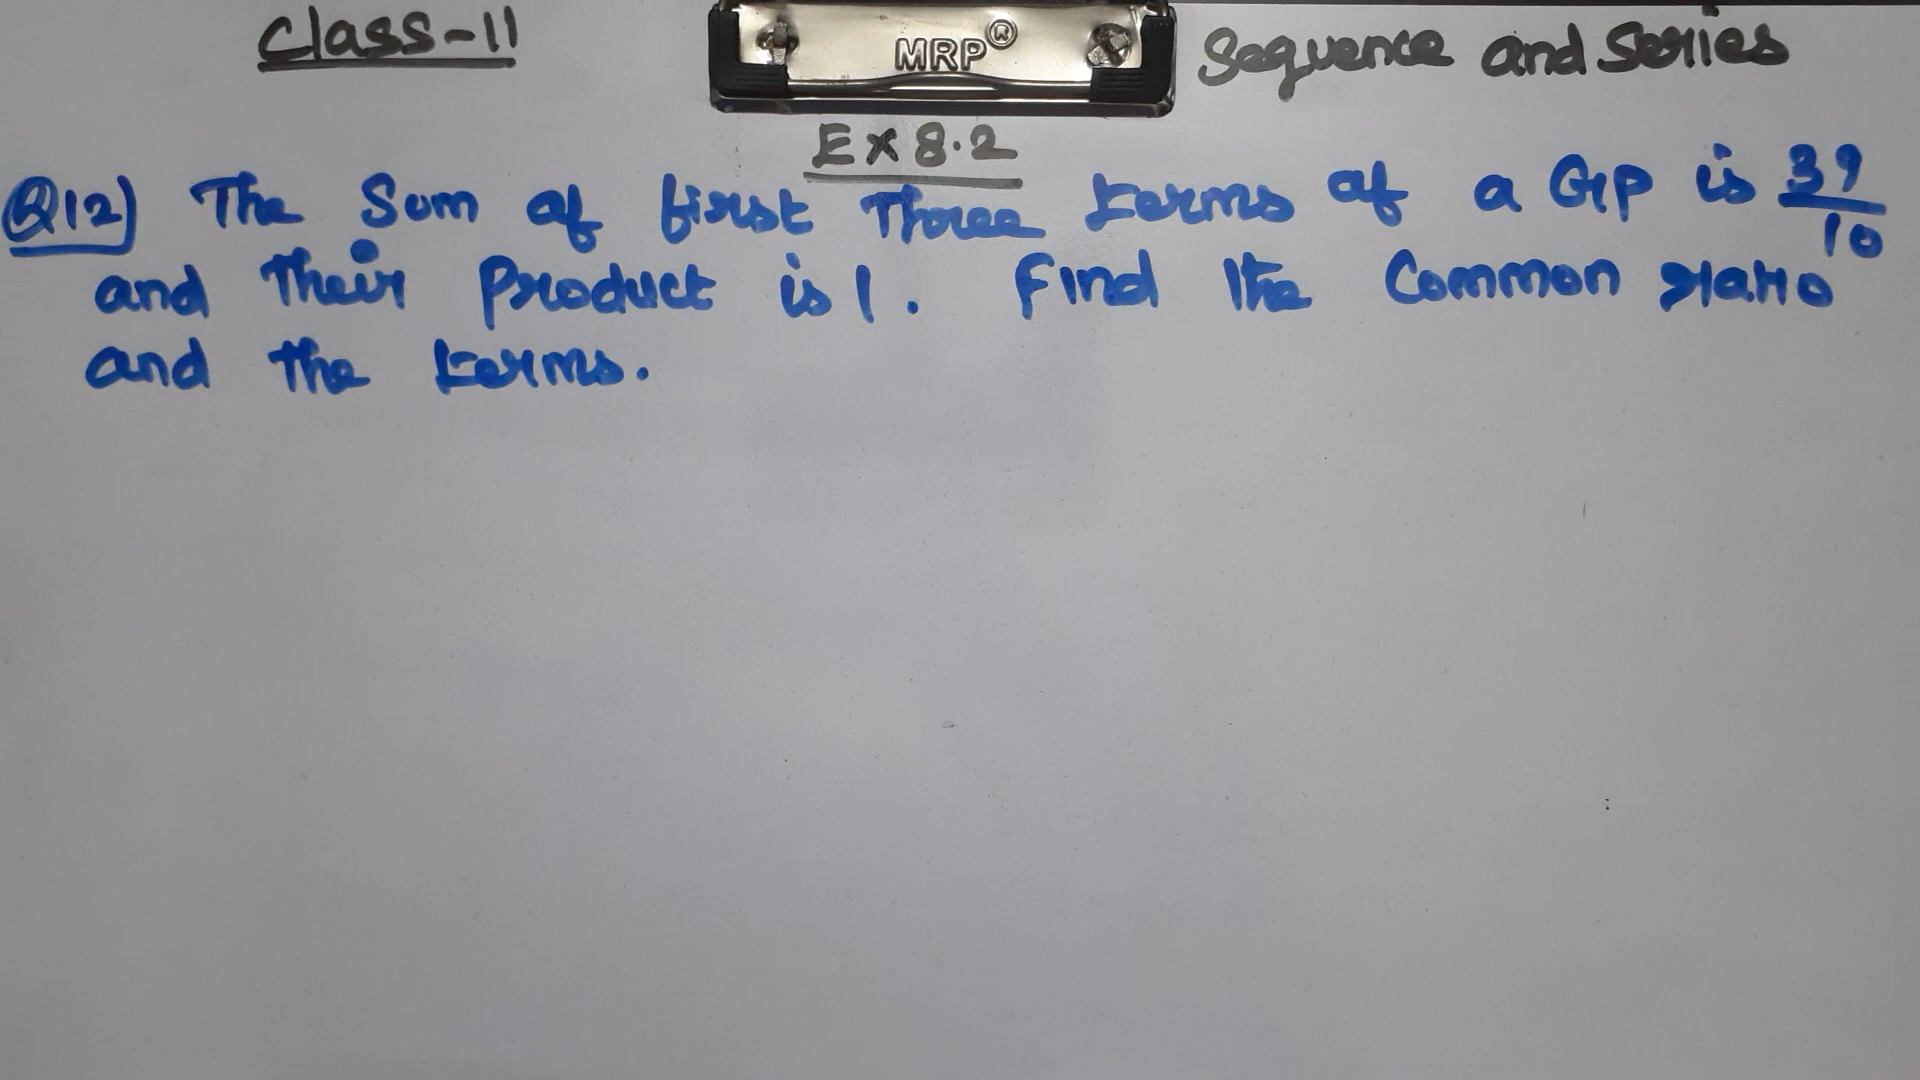 Class-11
MRP®
Sequence and Series
Ex 8.2
Q12) The Sum of first Three terms of a GP is 39/10
and Their Product is 1. Find the Common ratio
and the terms.